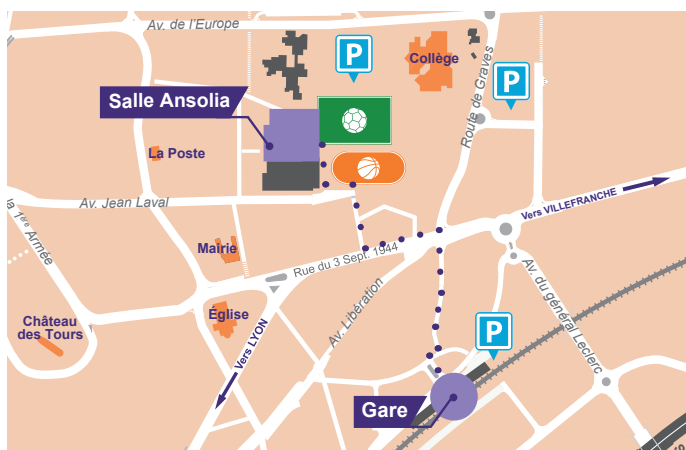 Av. de l'Europe
P
Collège
P
Route de Graves
Salle Ansolia
La Poste
Av. Jean Laval
Vers VILLEFRANCHE
1ère Armée
Mairie
Rue du 3 Sept. 1944
Église
Av. Libération
Av. du général Leclerc
Château
des Tours
Vers LYON
P
Gare